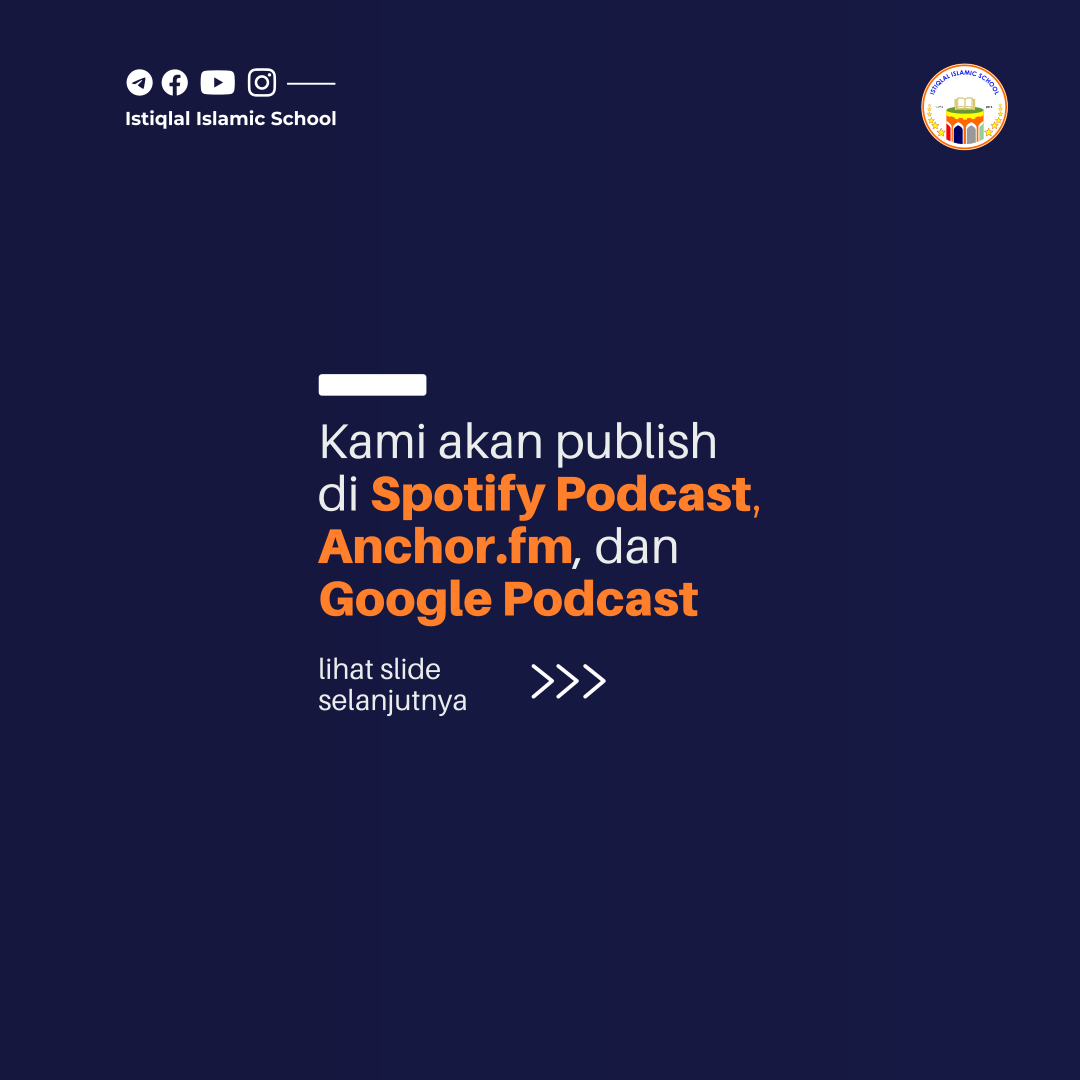 Istiqlal Islamic School
ISTIQLAL ISLAMIC SCHOOL
Kami akan publish
di Spotify Podcast,
Anchor.fm, dan
Google Podcast
lihat slide
selanjutnya